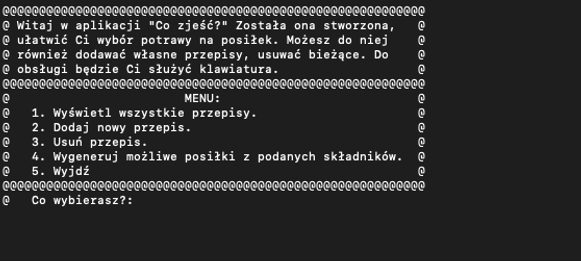 @@@@@@@@@@@@@@@@@@@@@@@@@@@@@@@@@@@@@@@@@@@@@@@@@@@@@@@@@@
@ Witaj w aplikacji "Co zjeść?" Została ona stworzona,   @
@ ułatwić Ci wybór potrawy na posiłek. Możesz do niej    @
@ również dodawać własne przepisy, usuwać bieżące. Do    @
@ obsługi będzie Ci służyć klawiatura.                   @
@@@@@@@@@@@@@@@@@@@@@@@@@@@@@@@@@@@@@@@@@@@@@@@@@@@@@@@@@@
@                        MENU:                           @
@   1. Wyświetl wszystkie przepisy.                      @
@   2. Dodaj nowy przepis.                               @
@   3. Usuń przepis.                                     @
@   4. Wygeneruj możliwe posiłki z podanych składników.  @
@   5. Wyjdź                                             @
@@@@@@@@@@@@@@@@@@@@@@@@@@@@@@@@@@@@@@@@@@@@@@@@@@@@@@@@@@
@   Co wybierasz?: